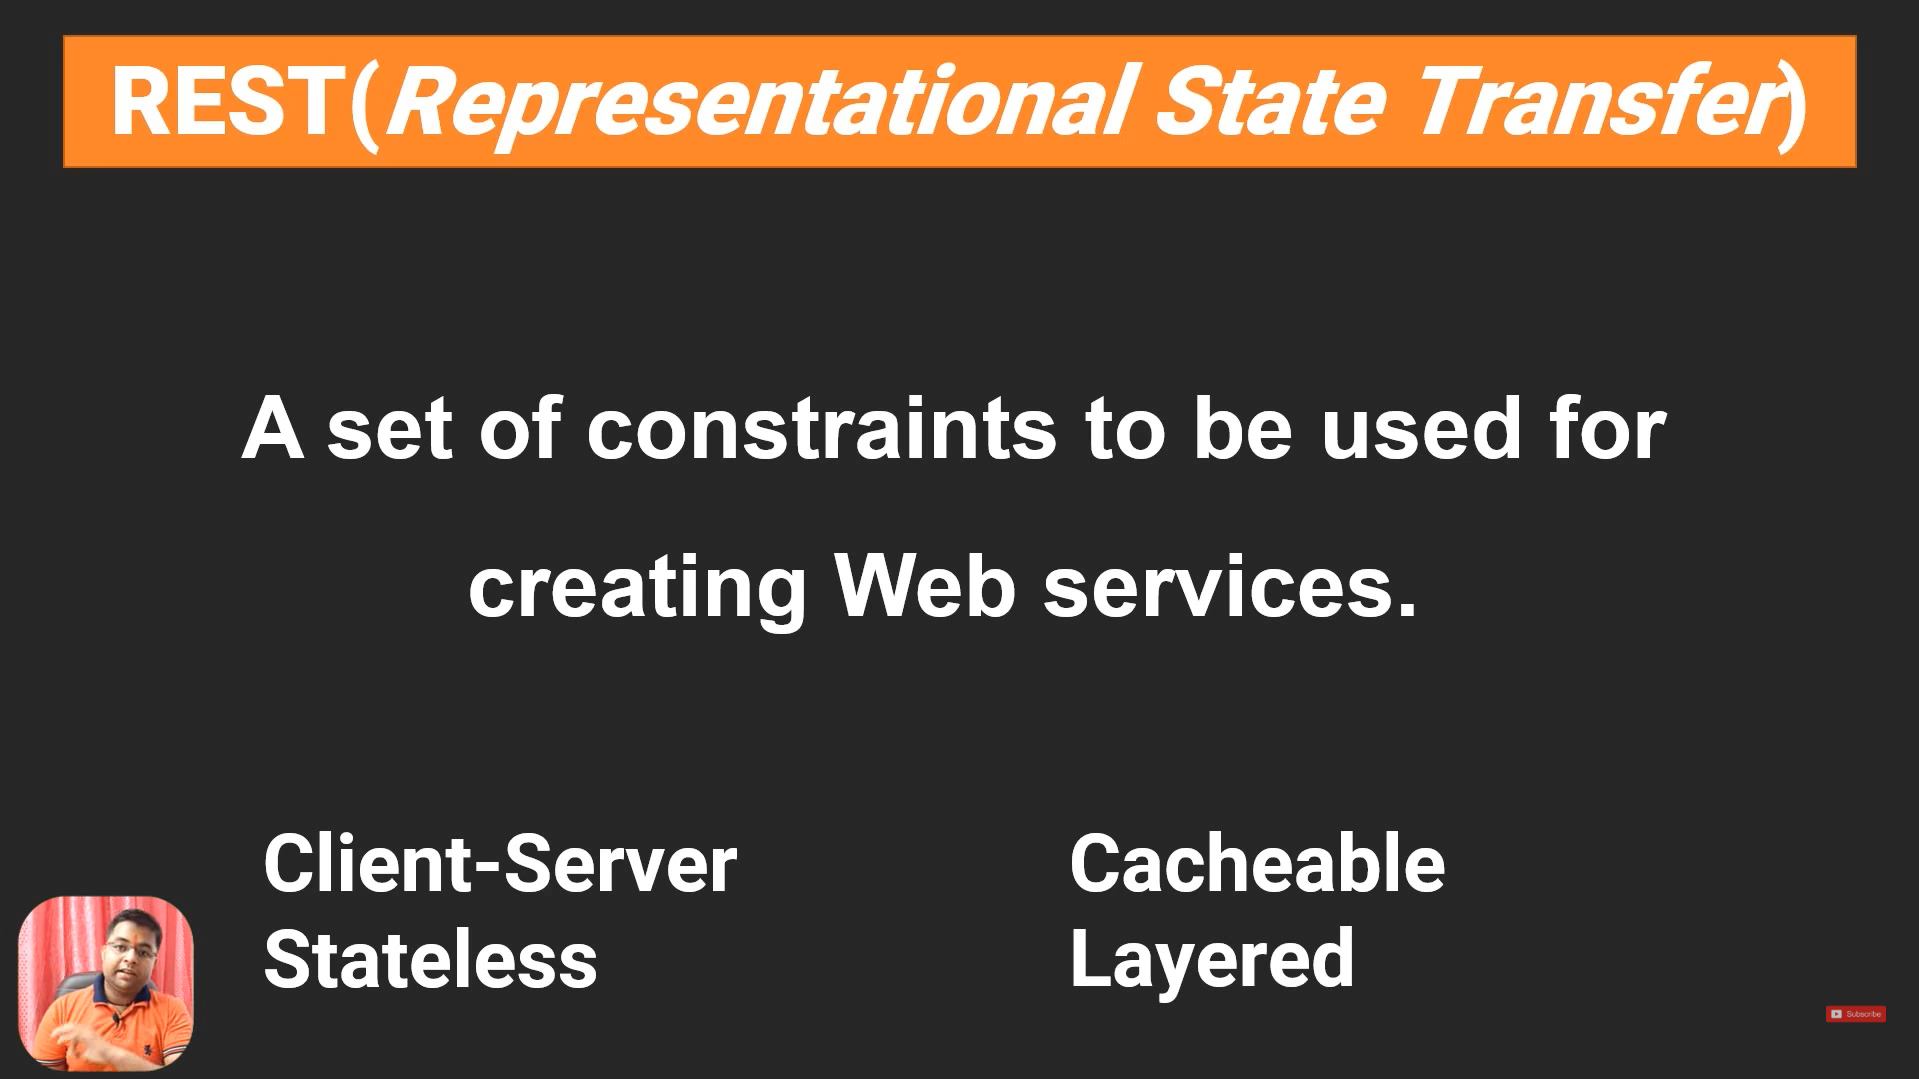 REST(Representational State Transfer)
A set of constraints to be used for
creating Web services.
Client-Server
Stateless
Cacheable
Layered
Subscribe